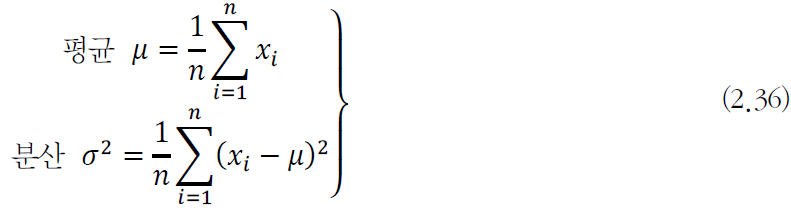 평균 μ = 1/n ∑_{i=1}^{n} x_i
분산 σ² = 1/n ∑_{i=1}^{n} (x_i − μ)²
(2.36)